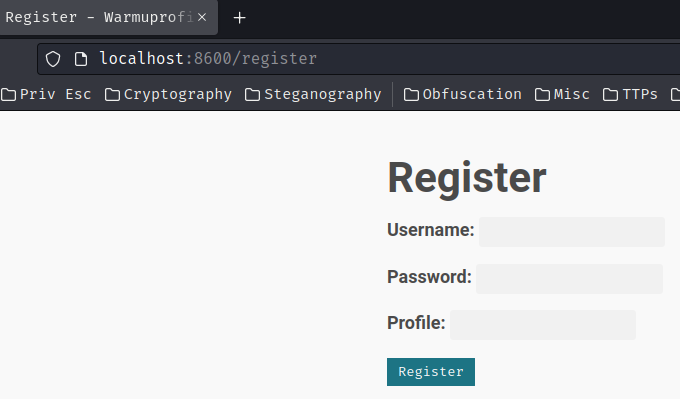 Register - Warmuprofi
localhost:8600/register
Priv Esc Cryptography Steganography Obfuscation Misc TTPs
Register
Username:
Password:
Profile:
Register